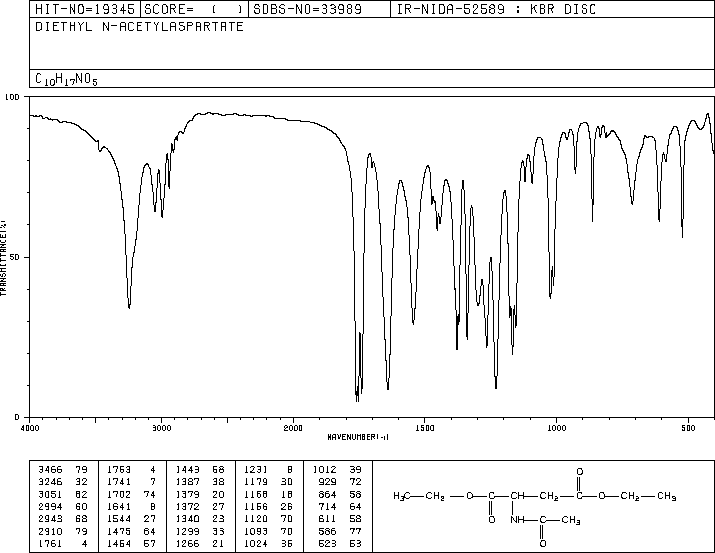 HIT-NO=19345 SCORE= ( ) SDBS-NO=33989 IR-NIDA-52589 : KBR DISC
DIETHYL N-ACETYLASPARTATE
C10H17NO5
100
50
0
TRANSMITTANCE(%)
4000 3000 2000 1500 1000 500
WAVENUMBER(-1)
3466 79 1753 4 1449 68 1231 8 1012 39
3246 32 1741 7 1387 38 1179 30 929 72
3051 62 1702 74 1379 20 1168 18 864 58
2994 60 1641 8 1372 27 1156 26 714 64
2943 68 1544 27 1340 23 1120 70 611 58
2910 79 1475 64 1299 33 1093 70 586 77
1761 4 1454 57 1266 21 1024 36 523 53
O
H3C—CH2—O—C—CH—CH2—C—O—CH2—CH3
O NH—C—CH3
O